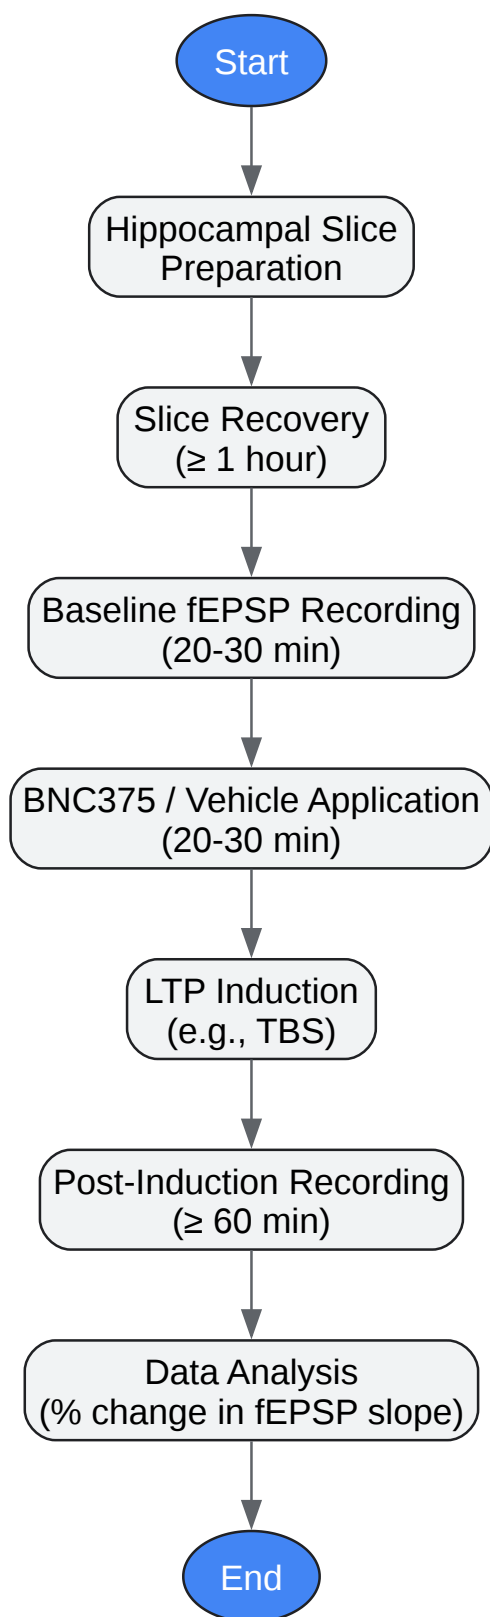 Start
Hippocampal Slice
Preparation
Slice Recovery
(≥ 1 hour)
Baseline fEPSP Recording
(20-30 min)
BNC375 / Vehicle Application
(20-30 min)
LTP Induction
(e.g., TBS)
Post-Induction Recording
(≥ 60 min)
Data Analysis
(% change in fEPSP slope)
End